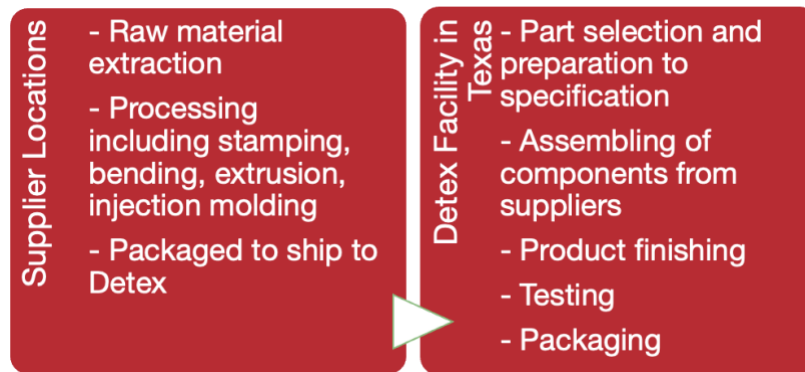 Supplier Locations
- Raw material
extraction
- Processing
including stamping,
bending, extrusion,
injection molding
- Packaged to ship to
Detex
Detex Facility in
Texas
- Part selection and
preparation to
specification
- Assembling of
components from
suppliers
- Product finishing
- Testing
- Packaging